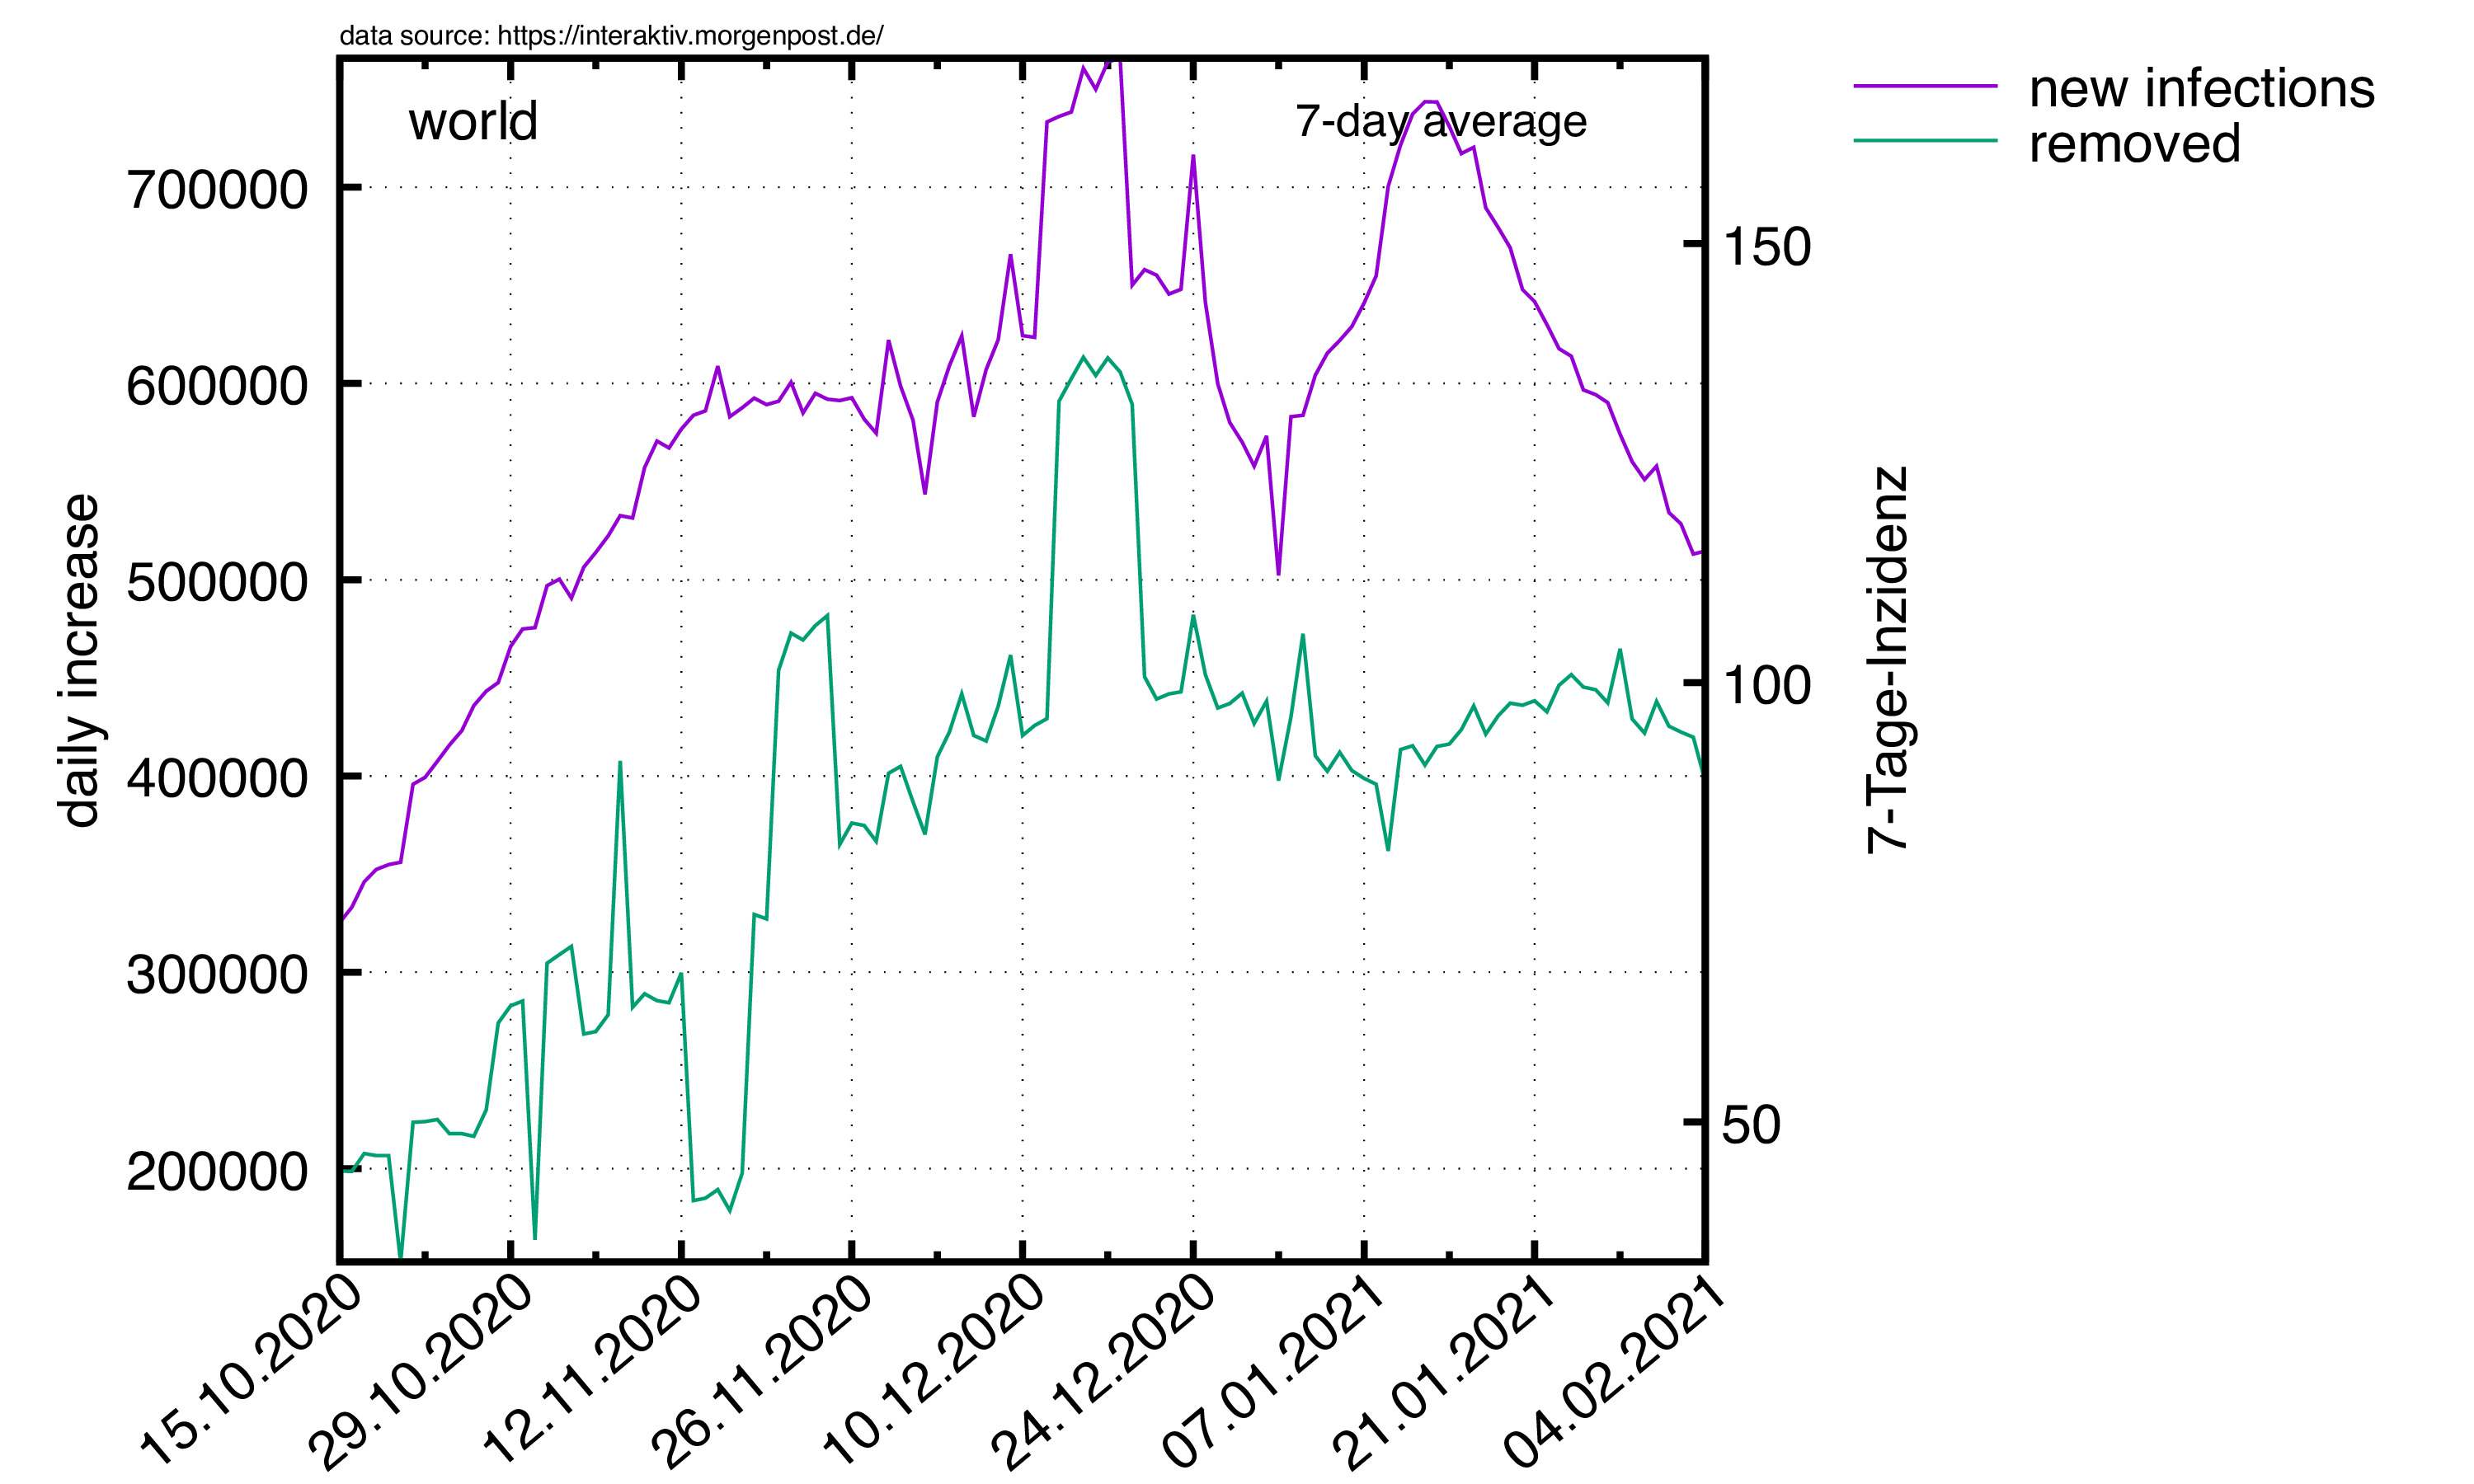 data source: https://interaktiv.morgenpost.de/
world
7-day average
new infections
removed
daily increase
700000
600000
500000
400000
300000
200000
150
100
50
7-Tage-Inzidenz
15.10.2020
29.10.2020
12.11.2020
26.11.2020
10.12.2020
24.12.2020
07.01.2021
21.01.2021
04.02.2021